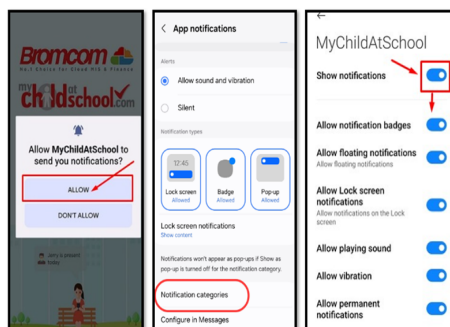 Bromcom
No.1 Choice for Cloud MIS & Finance
my
child at
school.com
Allow MyChildAtSchool to
send you notifications?
ALLOW
DON'T ALLOW
Jerry is present
today
App notifications
Alerts
Allow sound and vibration
Silent
Notification types
12:45
Lock screen
Allowed
Badge
Allowed
Pop-up
Allowed
Lock screen notifications
Show content
Notifications won't appear as pop-ups if Show as
pop-up is turned off for the notification category.
Notification categories
Configure in Messages
MyChildAtSchool
Show notifications
Allow notification badges
Allow floating notifications
Allow floating notifications
Allow Lock screen
notifications
Allow notifications on the Lock
screen
Allow playing sound
Allow vibration
Allow permanent
notifications